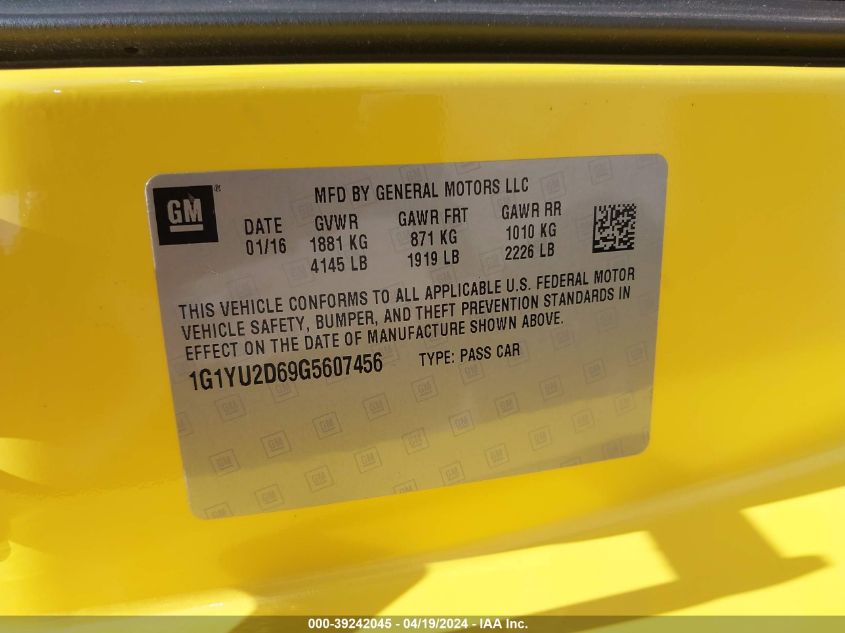 GM®
MFD BY GENERAL MOTORS LLC
DATE GVWR GAWR FRT GAWR RR
01/16 1881 KG 871 KG 1010 KG
4145 LB 1919 LB 2226 LB
THIS VEHICLE CONFORMS TO ALL APPLICABLE U.S. FEDERAL MOTOR
VEHICLE SAFETY, BUMPER, AND THEFT PREVENTION STANDARDS IN
EFFECT ON THE DATE OF MANUFACTURE SHOWN ABOVE.
1G1YU2D69G5607456 TYPE: PASS CAR
000-39242045 - 04/19/2024 - IAA Inc.